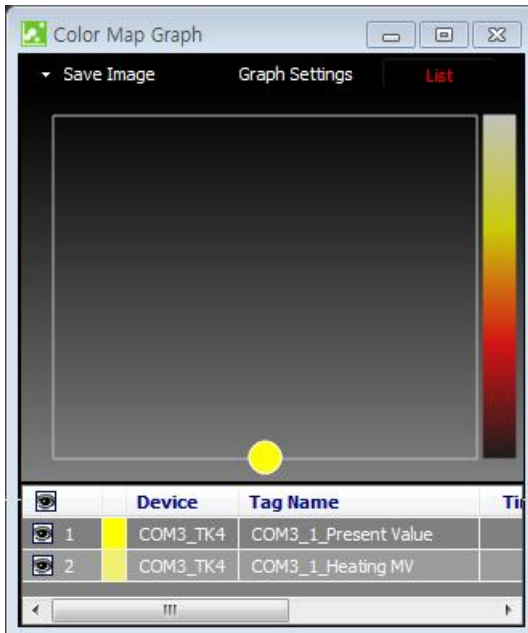 Color Map Graph
Save Image Graph Settings List
Device Tag Name Ti
1 COM3_TK4 COM3_1_Present Value
2 COM3_TK4 COM3_1_Heating MV